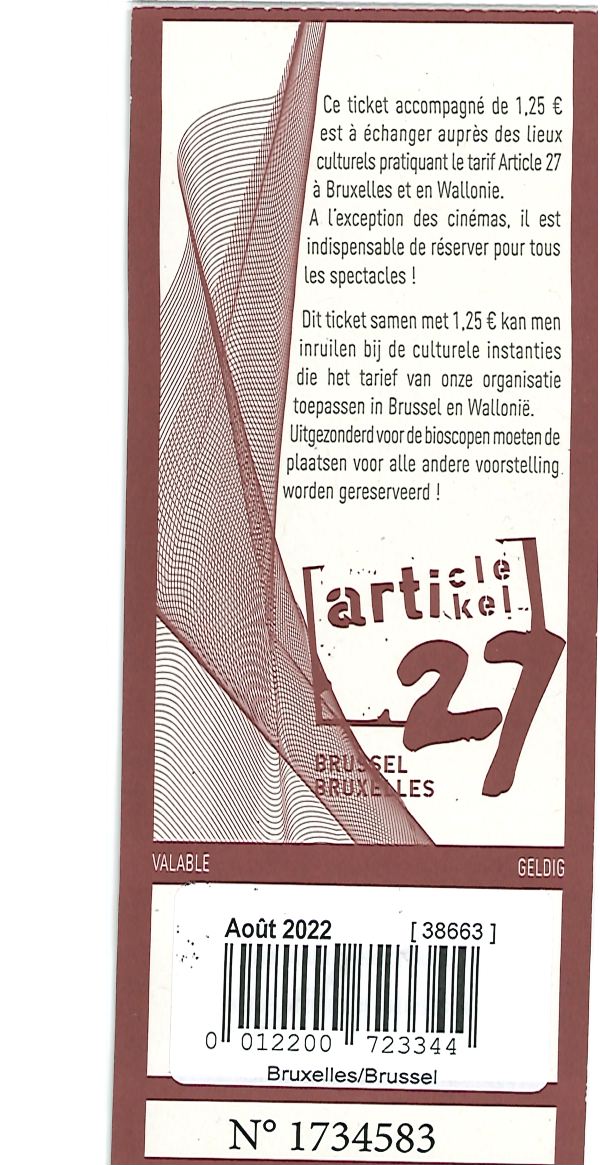 Ce ticket accompagné de 1,25 €
est à échanger auprès des lieux
culturels pratiquant le tarif Article 27
à Bruxelles et en Wallonie.
A l'exception des cinémas, il est
indispensable de réserver pour tous
les spectacles !
Dit ticket samen met 1,25 € kan men
inruilen bij de culturele instanties
die het tarief van onze organisatie
toepassen in Brussel en Wallonië.
Uitgezonderd voor de bioscopen moeten de
plaatsen voor alle andere voorstelling.
worden gereserveerd !
[article
kel]
27
BRUSSEL
BRUXELLES
VALABLE GELDIG
Août 2022 [ 38663 ]
0 012200 723344
Bruxelles/Brussel
N° 1734583